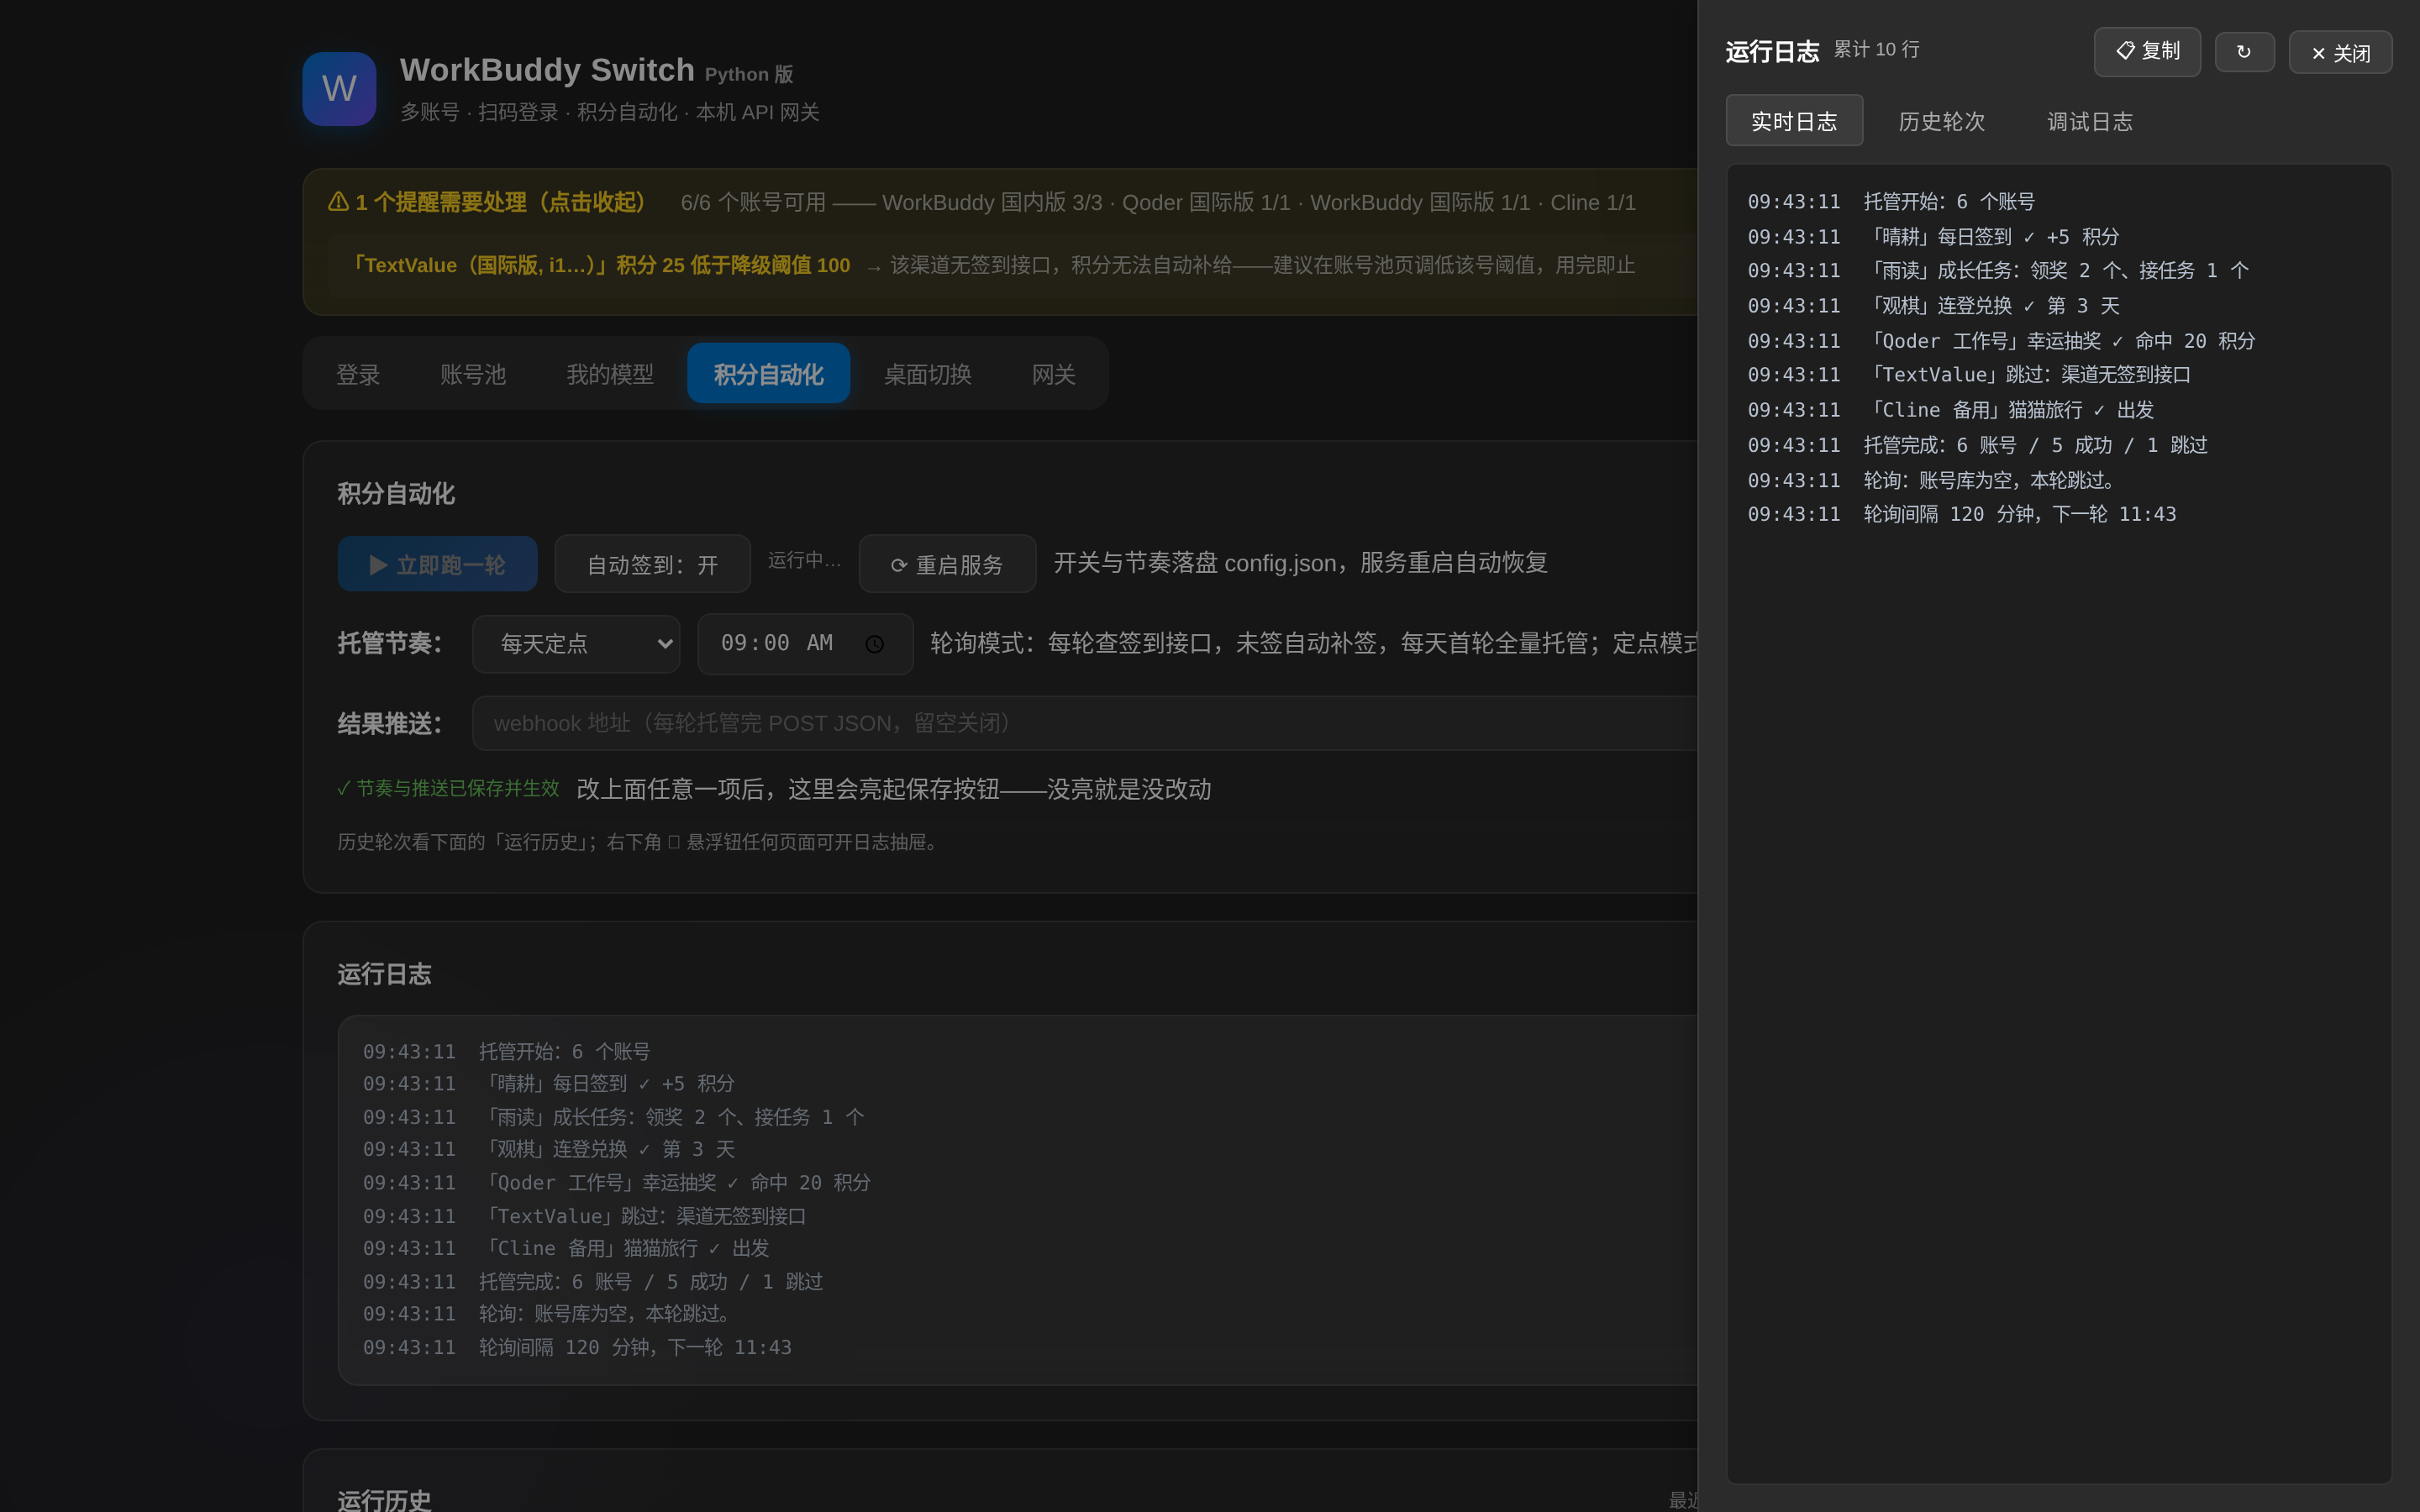 W
WorkBuddy Switch Python 版
多账号 · 扫码登录 · 积分自动化 · 本机 API 网关
⚠ 1 个提醒需要处理（点击收起） 6/6 个账号可用 —— WorkBuddy 国内版 3/3 · Qoder 国际版 1/1 · WorkBuddy 国际版 1/1 · Cline 1/1
「TextValue（国际版, i1…）」积分 25 低于降级阈值 100 → 该渠道无签到接口，积分无法自动补给——建议在账号池页调低该号阈值，用完即止
登录 账号池 我的模型 积分自动化 桌面切换 网关
积分自动化
▶ 立即跑一轮 自动签到：开 运行中… ⟳ 重启服务 开关与节奏落盘 config.json，服务重启自动恢复
托管节奏： 每天定点 09:00 AM 轮询模式：每轮查签到接口，未签自动补签，每天首轮全量托管；定点模式
结果推送： webhook 地址（每轮托管完 POST JSON，留空关闭）
✓ 节奏与推送已保存并生效 改上面任意一项后，这里会亮起保存按钮——没亮就是没改动
历史轮次看下面的「运行历史」；右下角 悬浮钮任何页面可开日志抽屉。
运行日志
09:43:11 托管开始：6 个账号
09:43:11 「晴耕」每日签到 ✓ +5 积分
09:43:11 「雨读」成长任务：领奖 2 个、接任务 1 个
09:43:11 「观棋」连登兑换 ✓ 第 3 天
09:43:11 「Qoder 工作号」幸运抽奖 ✓ 命中 20 积分
09:43:11 「TextValue」跳过：渠道无签到接口
09:43:11 「Cline 备用」猫猫旅行 ✓ 出发
09:43:11 托管完成：6 账号 / 5 成功 / 1 跳过
09:43:11 轮询：账号库为空，本轮跳过。
09:43:11 轮询间隔 120 分钟，下一轮 11:43
运行历史 最近
运行日志 累计 10 行 复制 ↻ ✕ 关闭
实时日志 历史轮次 调试日志
09:43:11 托管开始：6 个账号
09:43:11 「晴耕」每日签到 ✓ +5 积分
09:43:11 「雨读」成长任务：领奖 2 个、接任务 1 个
09:43:11 「观棋」连登兑换 ✓ 第 3 天
09:43:11 「Qoder 工作号」幸运抽奖 ✓ 命中 20 积分
09:43:11 「TextValue」跳过：渠道无签到接口
09:43:11 「Cline 备用」猫猫旅行 ✓ 出发
09:43:11 托管完成：6 账号 / 5 成功 / 1 跳过
09:43:11 轮询：账号库为空，本轮跳过。
09:43:11 轮询间隔 120 分钟，下一轮 11:43